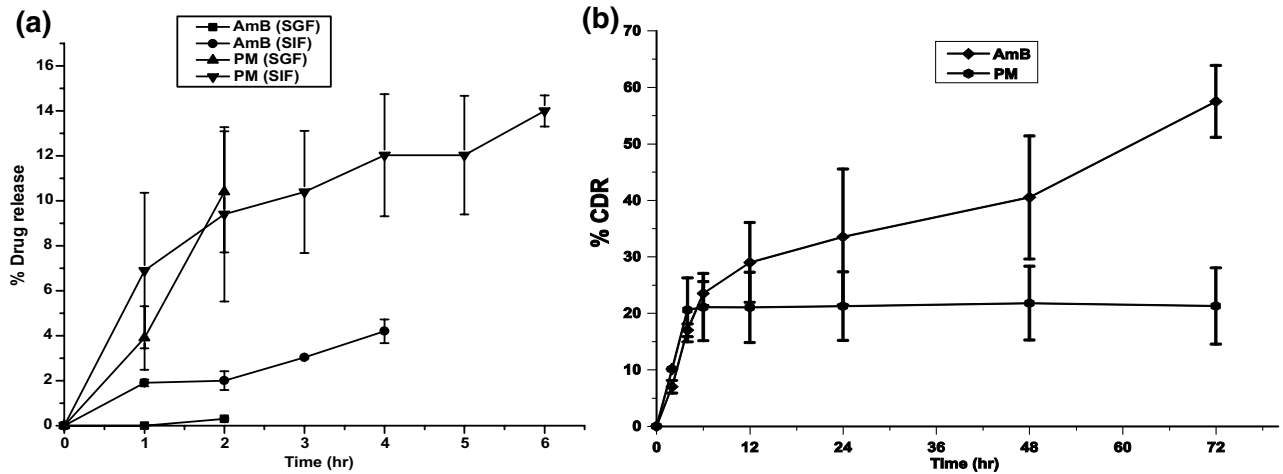 (a)
AmB (SGF)
AmB (SIF)
PM (SGF)
PM (SIF)
% Drug release
16
14
12
10
8
6
4
2
0
0 1 2 3 4 5 6
Time (hr)
(b)
AmB
PM
% CDR
70
60
50
40
30
20
10
0
0 12 24 36 48 60 72
Time (hr)